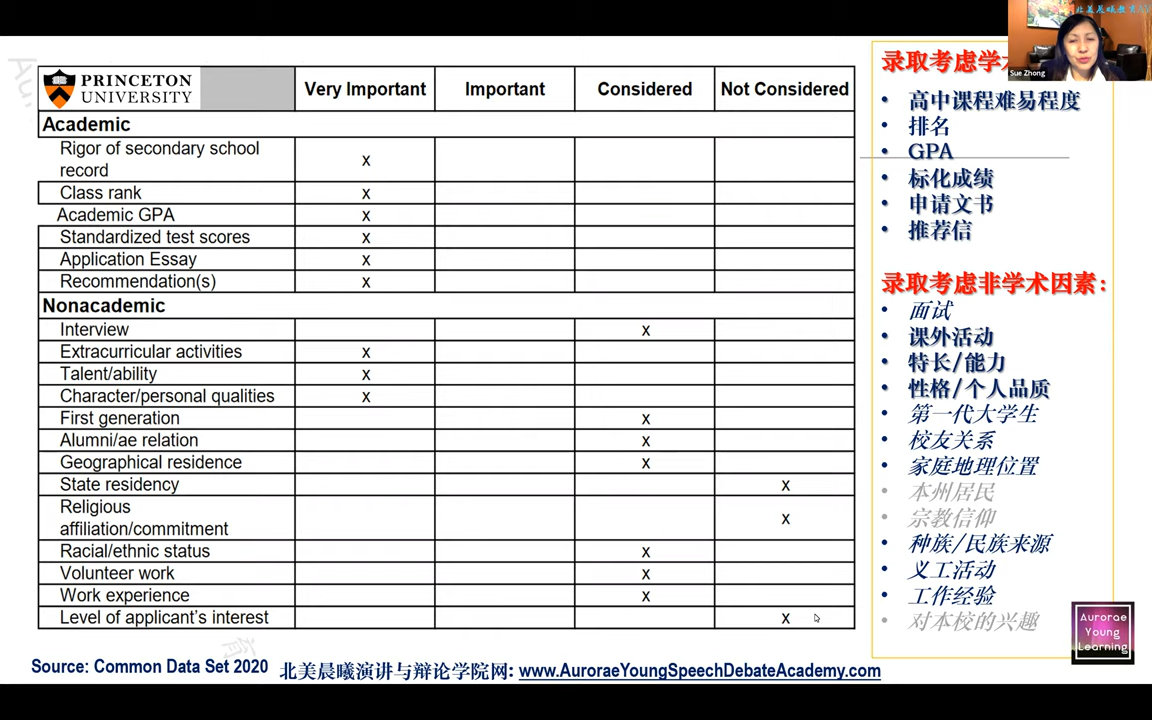 北美晨曦教育
Sue Zhong
PRINCETON
UNIVERSITY
Very Important
Important
Considered
Not Considered
Academic
Rigor of secondary school
record
x
Class rank
x
Academic GPA
x
Standardized test scores
x
Application Essay
x
Recommendation(s)
x
Nonacademic
Interview
x
Extracurricular activities
x
Talent/ability
x
Character/personal qualities
x
First generation
x
Alumni/ae relation
x
Geographical residence
x
State residency
x
Religious
affiliation/commitment
x
Racial/ethnic status
x
Volunteer work
x
Work experience
x
Level of applicant's interest
x
录取考虑学
• 高中课程难易程度
• 排名
• GPA
• 标化成绩
• 申请文书
• 推荐信
录取考虑非学术因素:
• 面试
• 课外活动
• 特长/能力
• 性格/个人品质
• 第一代大学生
• 校友关系
• 家庭地理位置
• 本州居民
• 宗教信仰
• 种族/民族来源
• 义工活动
• 工作经验
• 对本校的兴趣
Aurorae
Young
Learning
育
Source: Common Data Set 2020
北美晨曦演讲与辩论学院网: www.AuroraeYoungSpeechDebateAcademy.com